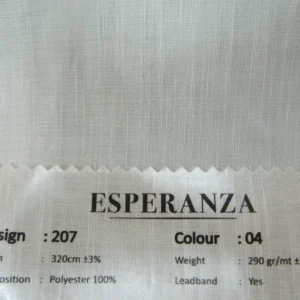 ESPERANZA
sign : 207 Colour : 04
h : 320cm ±3% Weight : 290 gr/mt ±
osition : Polyester 100% Leadband : Yes